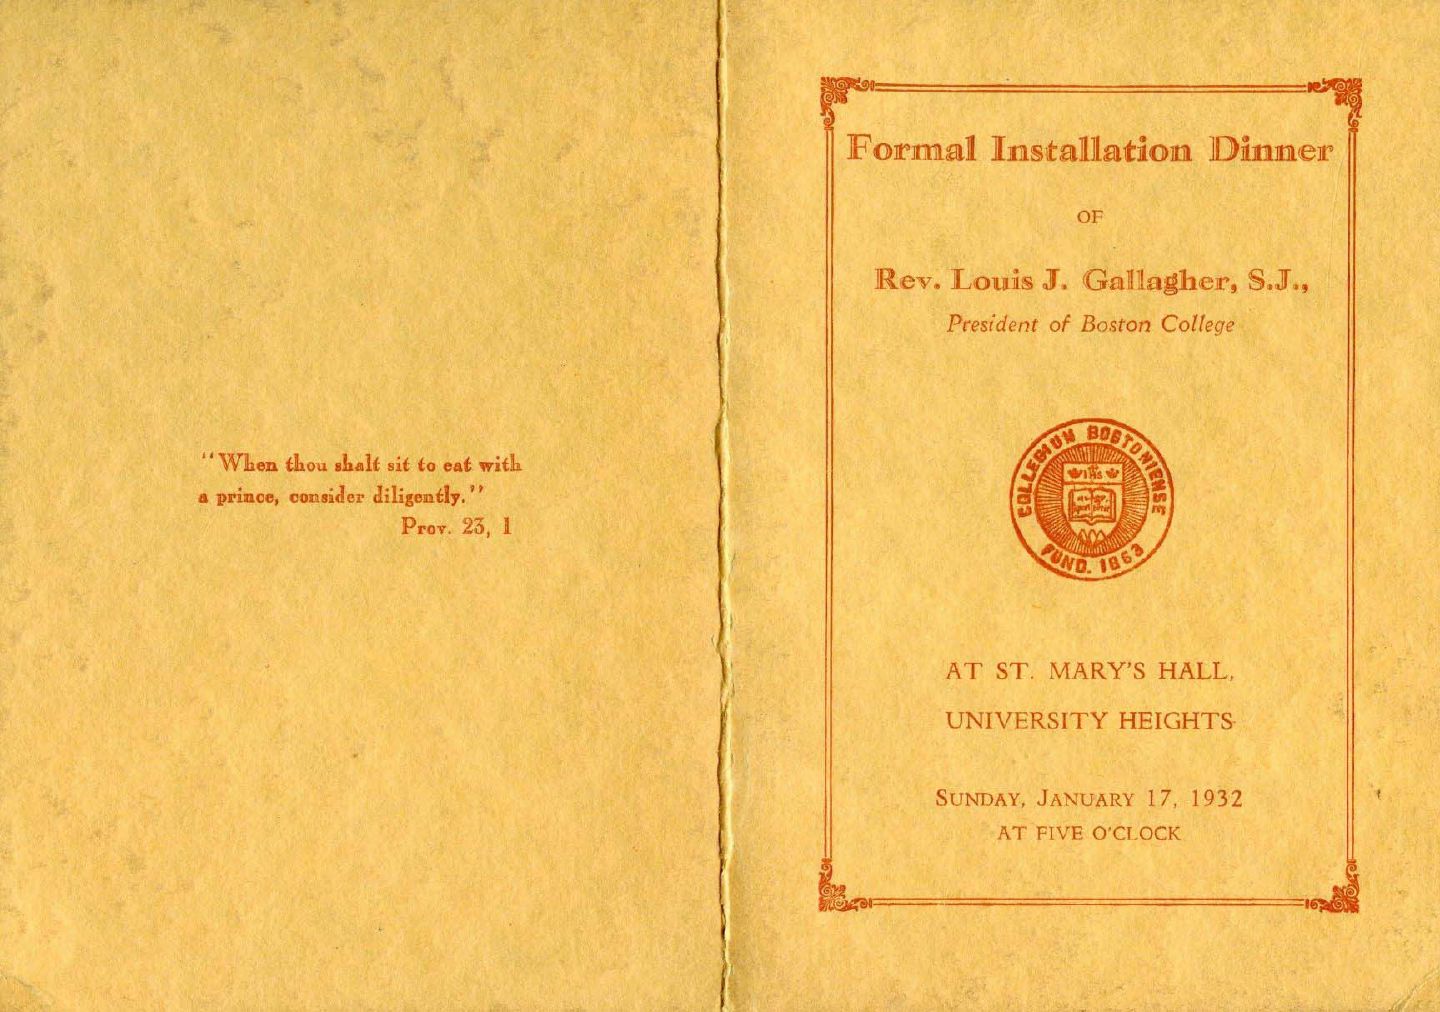 "When thou shalt sit to eat with
a prince, consider diligently."
Prov. 23, 1
Formal Installation Dinner
OF
Rev. Louis J. Gallagher, S.J.,
President of Boston College
COLLEGIUM BOSTONIENSE
IHS
FUND. 1863
AT ST. MARY'S HALL,
UNIVERSITY HEIGHTS
SUNDAY, JANUARY 17, 1932
AT FIVE O'CLOCK